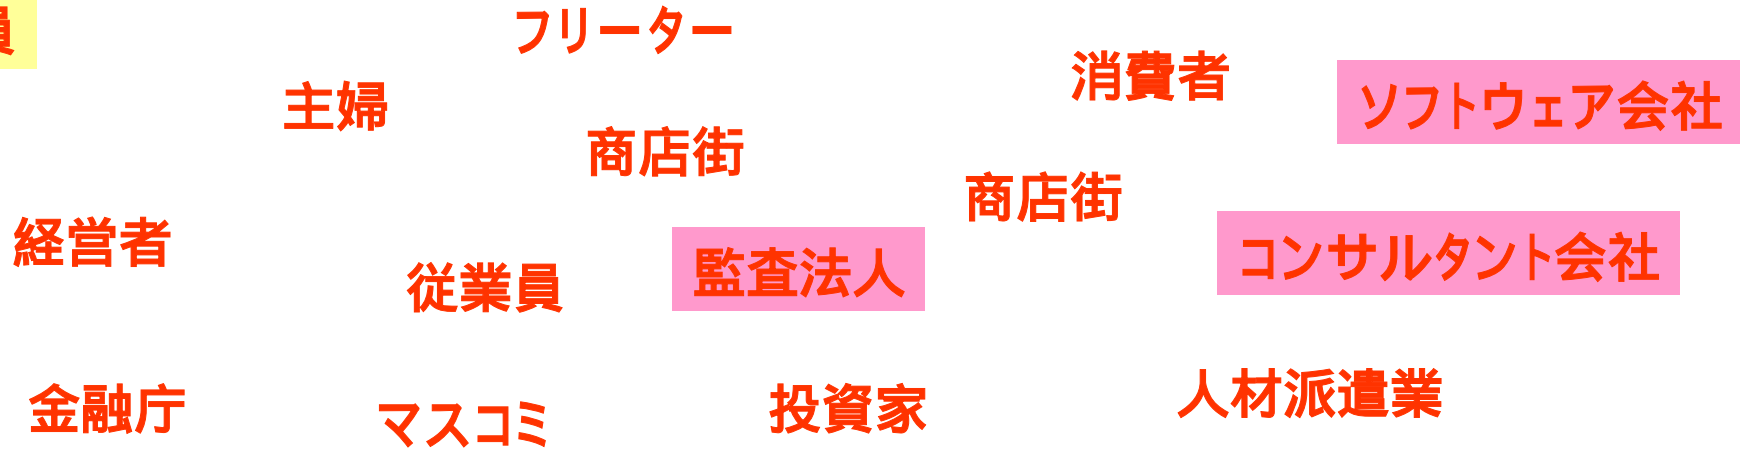 員
フリーター
消費者
主婦
ソフトウェア会社
商店街
商店街
経営者
監査法人
コンサルタント会社
従業員
金融庁
マスコミ
投資家
人材派遣業